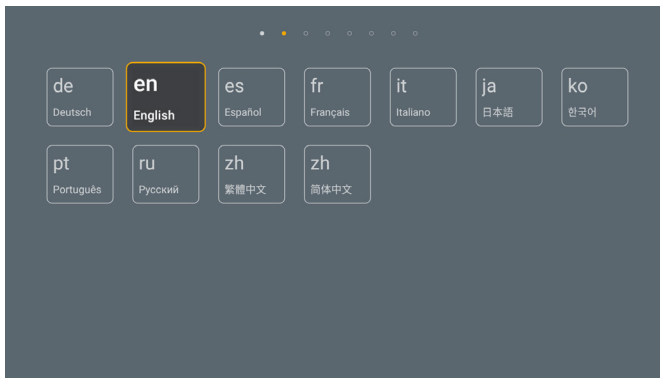 de
Deutsch
en
English
es
Español
fr
Français
it
Italiano
ja
日本語
ko
한국어
pt
Português
ru
Русский
zh
繁體中文
zh
简体中文